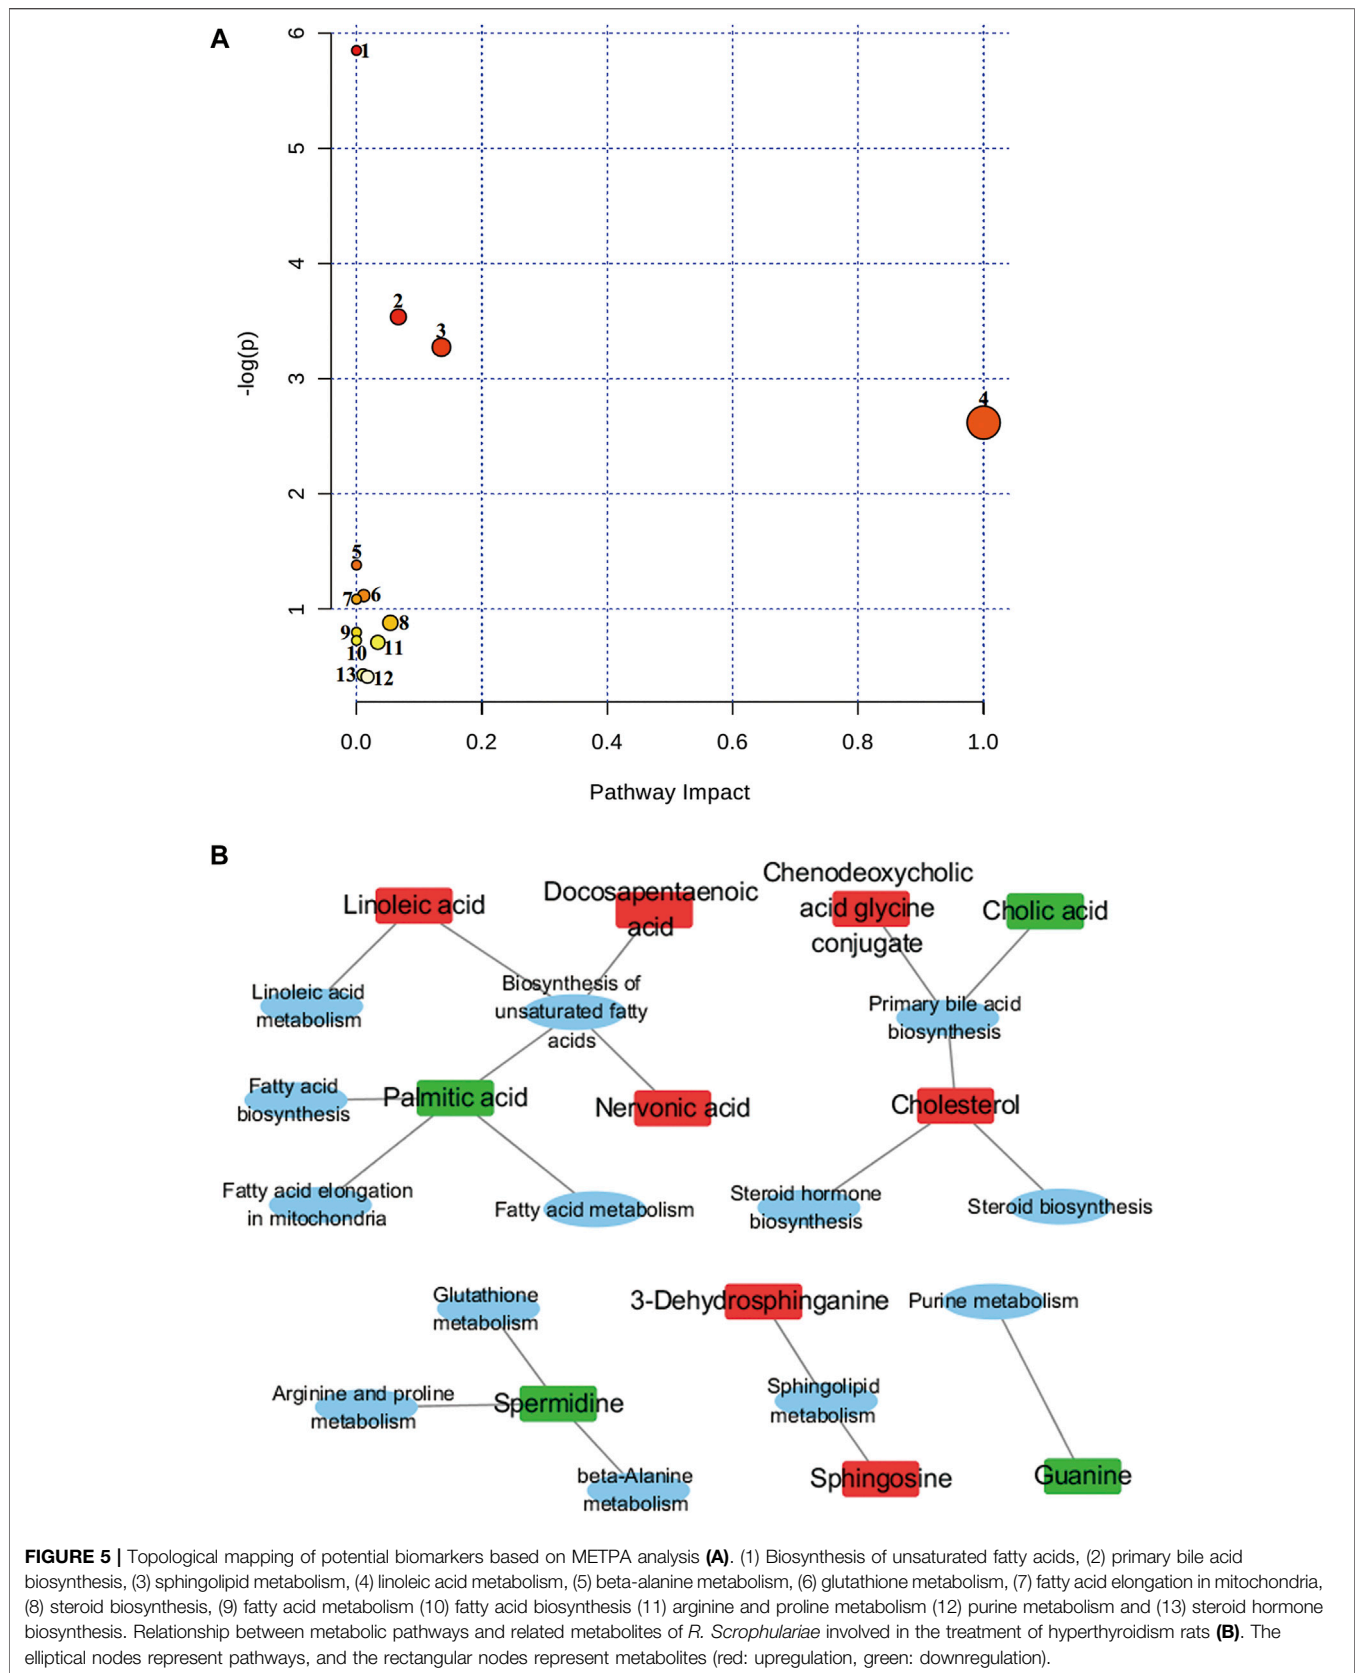 A
6
5
4
3
2
1
-log(p)
1
2
3
4
5
6
7
8
9
10
11
13
12
0.0 0.2 0.4 0.6 0.8 1.0
Pathway Impact
B
Linoleic acid
Docosapentaenoic
acid
Chenodeoxycholic
acid glycine
conjugate
Cholic acid
Linoleic acid
metabolism
Biosynthesis of
unsaturated fatty
acids
Primary bile acid
biosynthesis
Fatty acid
biosynthesis
Palmitic acid
Nervonic acid
Cholesterol
Fatty acid elongation
in mitochondria
Fatty acid metabolism
Steroid hormone
biosynthesis
Steroid biosynthesis
Glutathione
metabolism
3-Dehydrosphinganine
Purine metabolism
Arginine and proline
metabolism
Spermidine
Sphingolipid
metabolism
beta-Alanine
metabolism
Sphingosine
Guanine
FIGURE 5 | Topological mapping of potential biomarkers based on METPA analysis (A). (1) Biosynthesis of unsaturated fatty acids, (2) primary bile acid
biosynthesis, (3) sphingolipid metabolism, (4) linoleic acid metabolism, (5) beta-alanine metabolism, (6) glutathione metabolism, (7) fatty acid elongation in mitochondria,
(8) steroid biosynthesis, (9) fatty acid metabolism (10) fatty acid biosynthesis (11) arginine and proline metabolism (12) purine metabolism and (13) steroid hormone
biosynthesis. Relationship between metabolic pathways and related metabolites of R. Scrophulariae involved in the treatment of hyperthyroidism rats (B). The
elliptical nodes represent pathways, and the rectangular nodes represent metabolites (red: upregulation, green: downregulation).